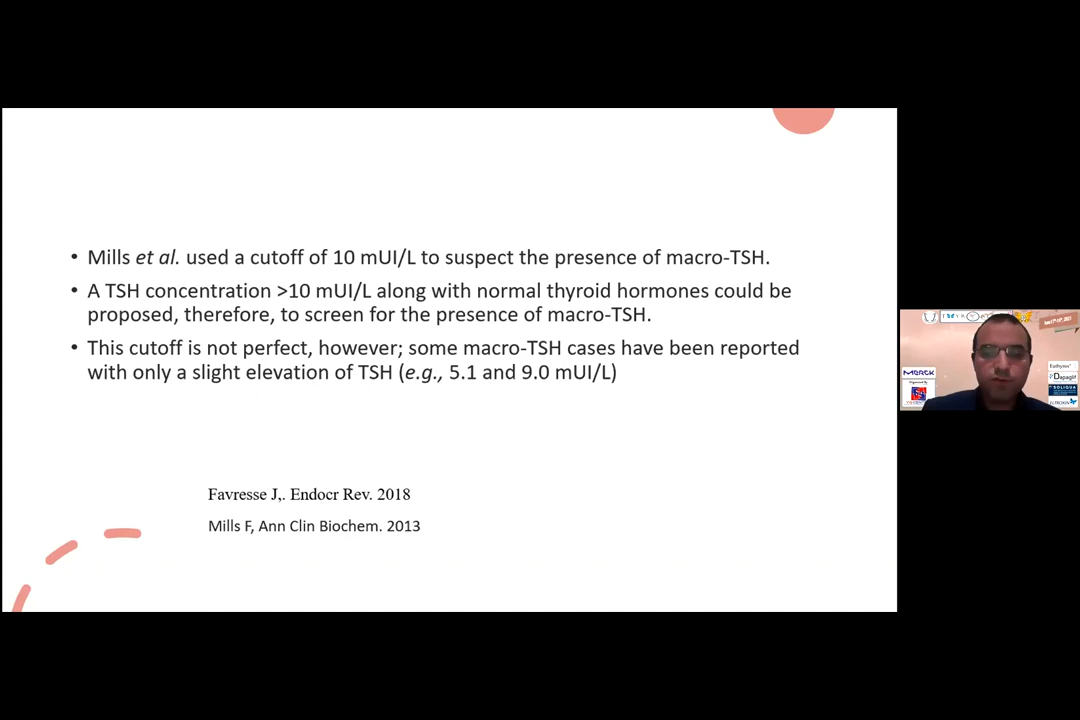 • Mills et al. used a cutoff of 10 mUI/L to suspect the presence of macro-TSH.
• A TSH concentration >10 mUI/L along with normal thyroid hormones could be
proposed, therefore, to screen for the presence of macro-TSH.
• This cutoff is not perfect, however; some macro-TSH cases have been reported
with only a slight elevation of TSH (e.g., 5.1 and 9.0 mUI/L)
Favresse J,. Endocr Rev. 2018
Mills F, Ann Clin Biochem. 2013
MERCK
SOLIQUA